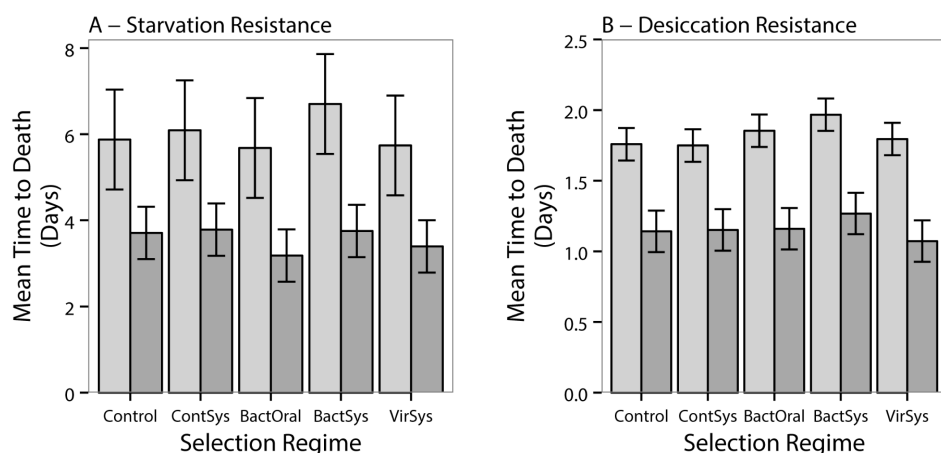 A – Starvation Resistance
Mean Time to Death
(Days)
8
6
4
2
0
Control ContSys BactOral BactSys VirSys
Selection Regime
B – Desiccation Resistance
Mean Time to Death
(Days)
2.5
2.0
1.5
1.0
0.5
0.0
Control ContSys BactOral BactSys VirSys
Selection Regime